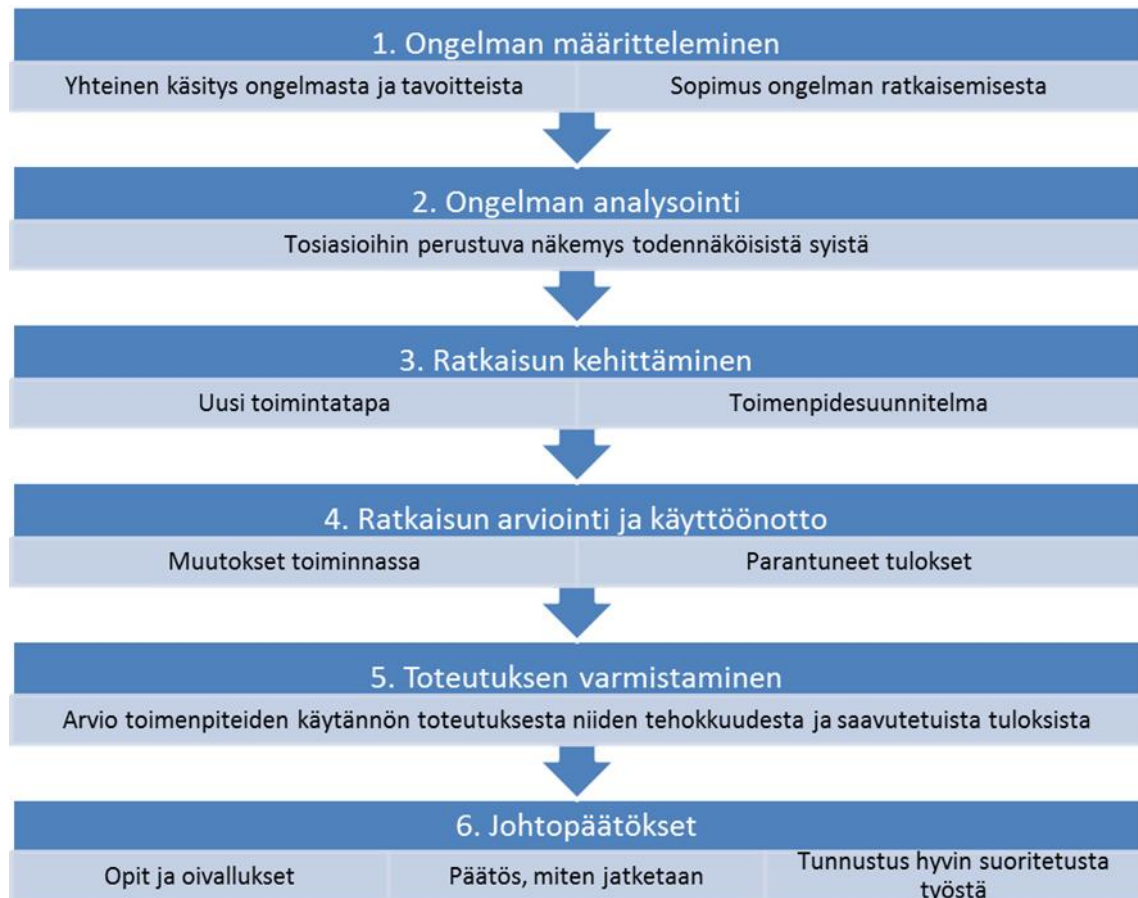 1. Ongelman määritteleminen
Yhteinen käsitys ongelmasta ja tavoitteista
Sopimus ongelman ratkaisemisesta
2. Ongelman analysointi
Tosiasioihin perustuva näkemys todennäköisistä syistä
3. Ratkaisun kehittäminen
Uusi toimintatapa
Toimenpidesuunnitelma
4. Ratkaisun arviointi ja käyttöönotto
Muutokset toiminnassa
Parantuneet tulokset
5. Toteutuksen varmistaminen
Arvio toimenpiteiden käytännön toteutuksesta niiden tehokkuudesta ja saavutetuista tuloksista
6. Johtopäätökset
Opit ja oivallukset
Päätös, miten jatketaan
Tunnustus hyvin suoritetusta
työstä